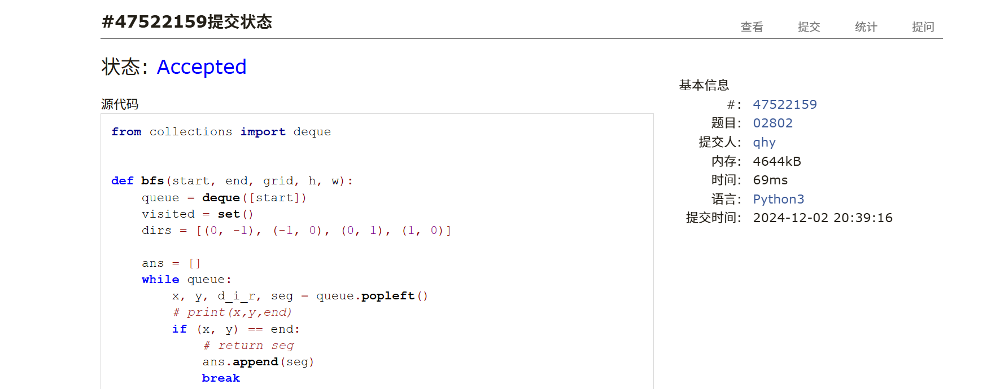 #47522159提交状态
查看 提交 统计 提问
状态: Accepted
源代码
from collections import deque
def bfs(start, end, grid, h, w):
    queue = deque([start])
    visited = set()
    dirs = [(0, -1), (-1, 0), (0, 1), (1, 0)]
    ans = []
    while queue:
        x, y, d_i_r, seg = queue.popleft()
        # print(x,y,end)
        if (x, y) == end:
            # return seg
            ans.append(seg)
            break
基本信息
#: 47522159
题目: 02802
提交人: qhy
内存: 4644kB
时间: 69ms
语言: Python3
提交时间: 2024-12-02 20:39:16